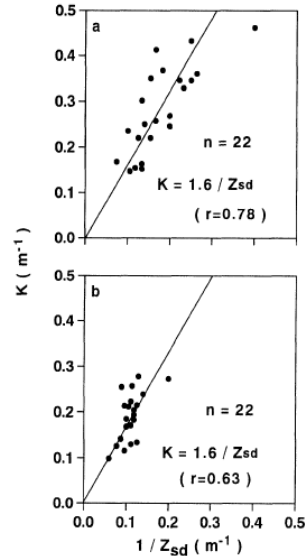 0.5
a
0.4
0.3
0.2
n = 22
K = 1.6 / Zsd
0.1
( r=0.78 )
0.0
K ( m-1 )
0.5
b
0.4
0.3
0.2
n = 22
K = 1.6 / Zsd
0.1
( r=0.63 )
0.0
0.0 0.1 0.2 0.3 0.4 0.5
1 / Zsd ( m-1 )